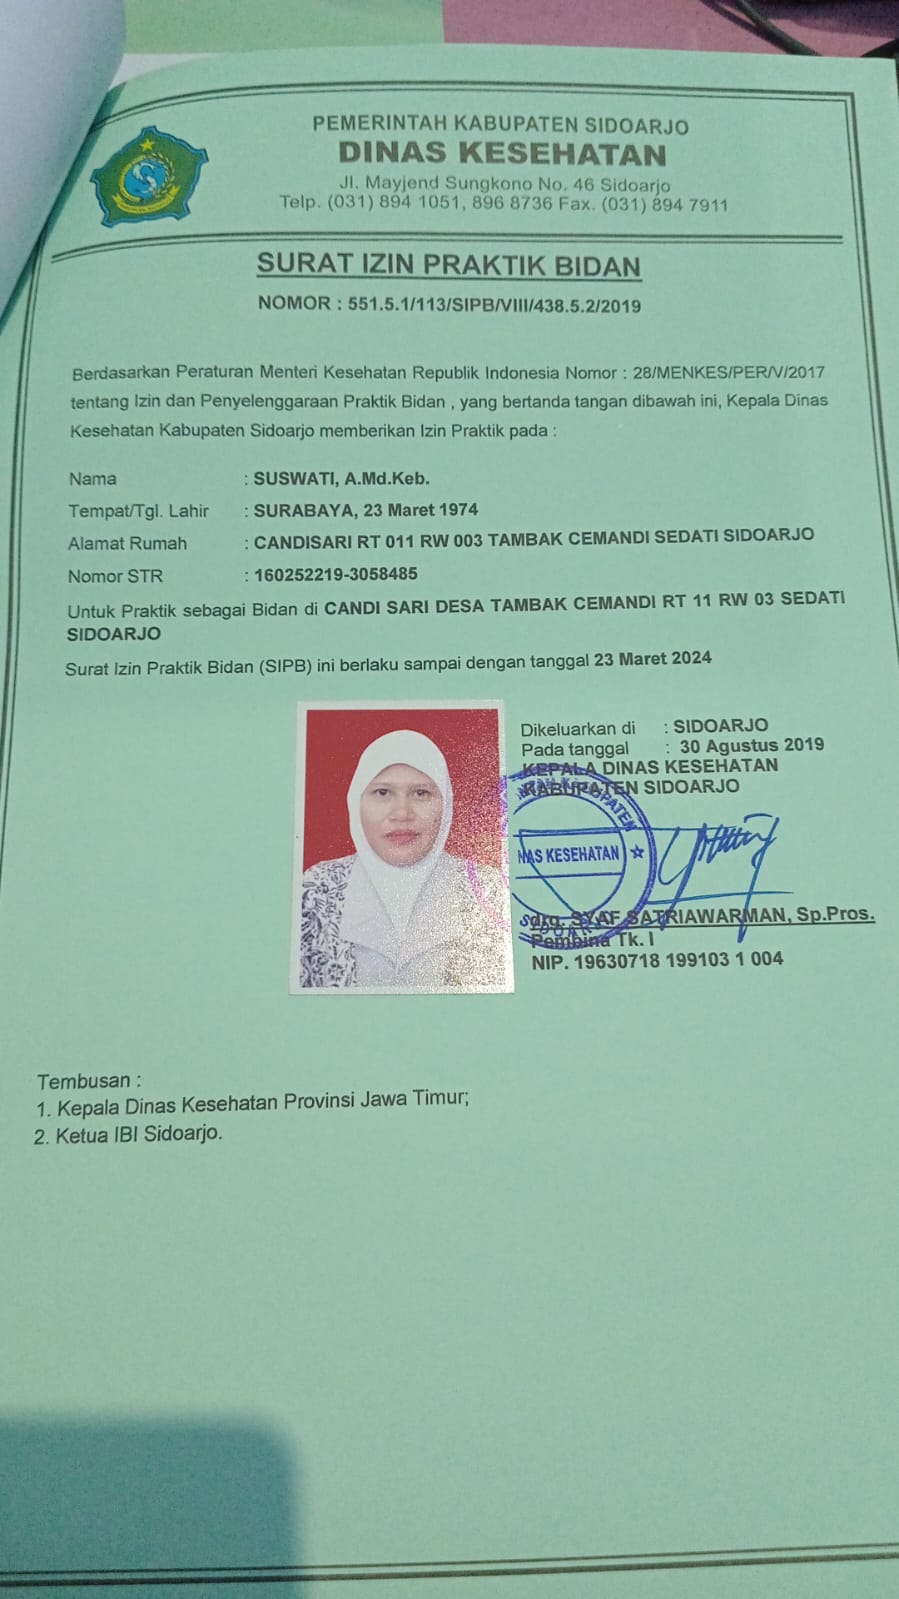 PEMERINTAH KABUPATEN SIDOARJO
DINAS KESEHATAN
Jl. Mayjend Sungkono No. 46 Sidoarjo
Telp. (031) 894 1051, 896 8736 Fax. (031) 894 7911
SURAT IZIN PRAKTIK BIDAN
NOMOR : 551.5.1/113/SIPB/VIII/438.5.2/2019
Berdasarkan Peraturan Menteri Kesehatan Republik Indonesia Nomor : 28/MENKES/PER/V/2017
tentang Izin dan Penyelenggaraan Praktik Bidan , yang bertanda tangan dibawah ini, Kepala Dinas
Kesehatan Kabupaten Sidoarjo memberikan Izin Praktik pada :
Nama : SUSWATI, A.Md.Keb.
Tempat/Tgl. Lahir : SURABAYA, 23 Maret 1974
Alamat Rumah : CANDISARI RT 011 RW 003 TAMBAK CEMANDI SEDATI SIDOARJO
Nomor STR : 160252219-3058485
Untuk Praktik sebagai Bidan di CANDI SARI DESA TAMBAK CEMANDI RT 11 RW 03 SEDATI
SIDOARJO
Surat Izin Praktik Bidan (SIPB) ini berlaku sampai dengan tanggal 23 Maret 2024
Dikeluarkan di : SIDOARJO
Pada tanggal : 30 Agustus 2019
KEPALA DINAS KESEHATAN
KABUPATEN SIDOARJO
KABUPATEN
NAS KESEHATAN
drg. SYAF SATRIAWARMAN, Sp.Pros.
Pembina Tk. I
NIP. 19630718 199103 1 004
Tembusan :
1. Kepala Dinas Kesehatan Provinsi Jawa Timur;
2. Ketua IBI Sidoarjo.